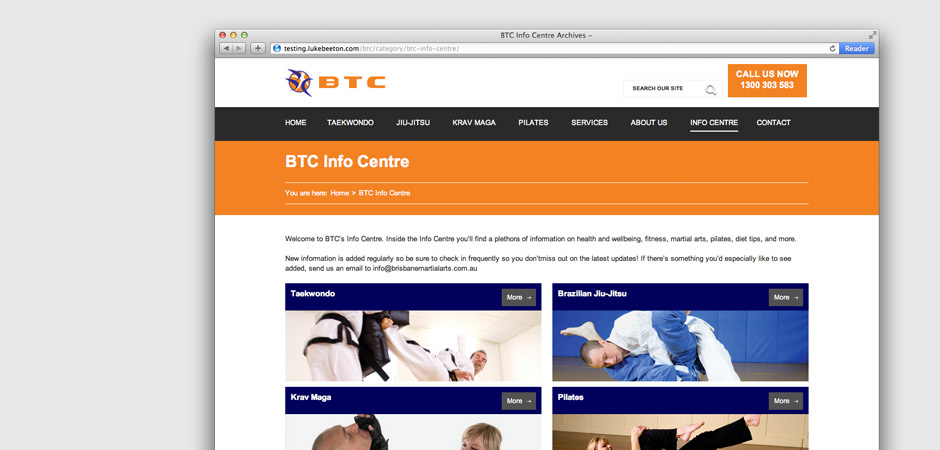 BTC Info Centre Archives –
testing.lukebeeton.com/btc/category/btc-info-centre/
Reader
BTC
SEARCH OUR SITE
CALL US NOW
1300 303 583
HOME TAEKWONDO JIU-JITSU KRAV MAGA PILATES SERVICES ABOUT US INFO CENTRE CONTACT
BTC Info Centre
You are here: Home > BTC Info Centre
Welcome to BTC's Info Centre. Inside the Info Centre you'll find a plethora of information on health and wellbeing, fitness, martial arts, pilates, diet tips, and more.
New information is added regularly so be sure to check in frequently so you don'tmiss out on the latest updates! If there's something you'd especially like to see
added, send us an email to info@brisbanemartialarts.com.au
Taekwondo More →
Brazilian Jiu-Jitsu More →
Krav Maga More →
Pilates More →